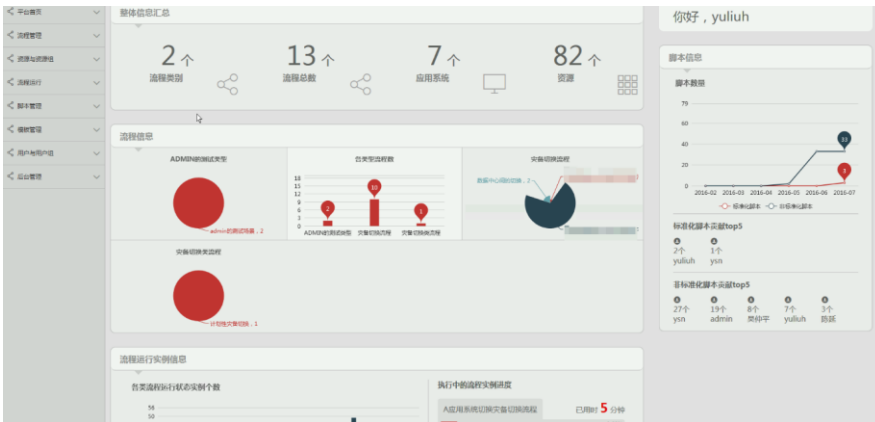 平台首页
流程管理
资源与资源组
流程运行
脚本管理
模板管理
用户与用户组
后台管理
整体信息汇总
2个
流程类别
13个
流程总数
7个
应用系统
82个
资源
流程信息
ADMIN的测试类型
admin的测试场景,2
各类型流程数
18
15
12
9
6
3
0
2
10
1
ADMIN的测试类型 灾备切换流程 灾备切换类流程
灾备切换流程
数据中心间的切换,2
灾备切换类流程
计划性灾备切换,1
流程运行实例信息
各类流程运行状态实例个数
56
50
执行中的流程实例进度
A应用系统切换灾备切换流程
已用时 5 分钟
你好,yuliuh
脚本信息
脚本数量
79
60
40
20
0
33
3
2016-02 2016-03 2016-04 2016-05 2016-06 2016-07
标准化脚本 非标准化脚本
标准化脚本贡献top5
2个 1个
yuliuh ysn
非标准化脚本贡献top5
27个 19个 8个 7个 3个
ysn admin 莫仲平 yuliuh